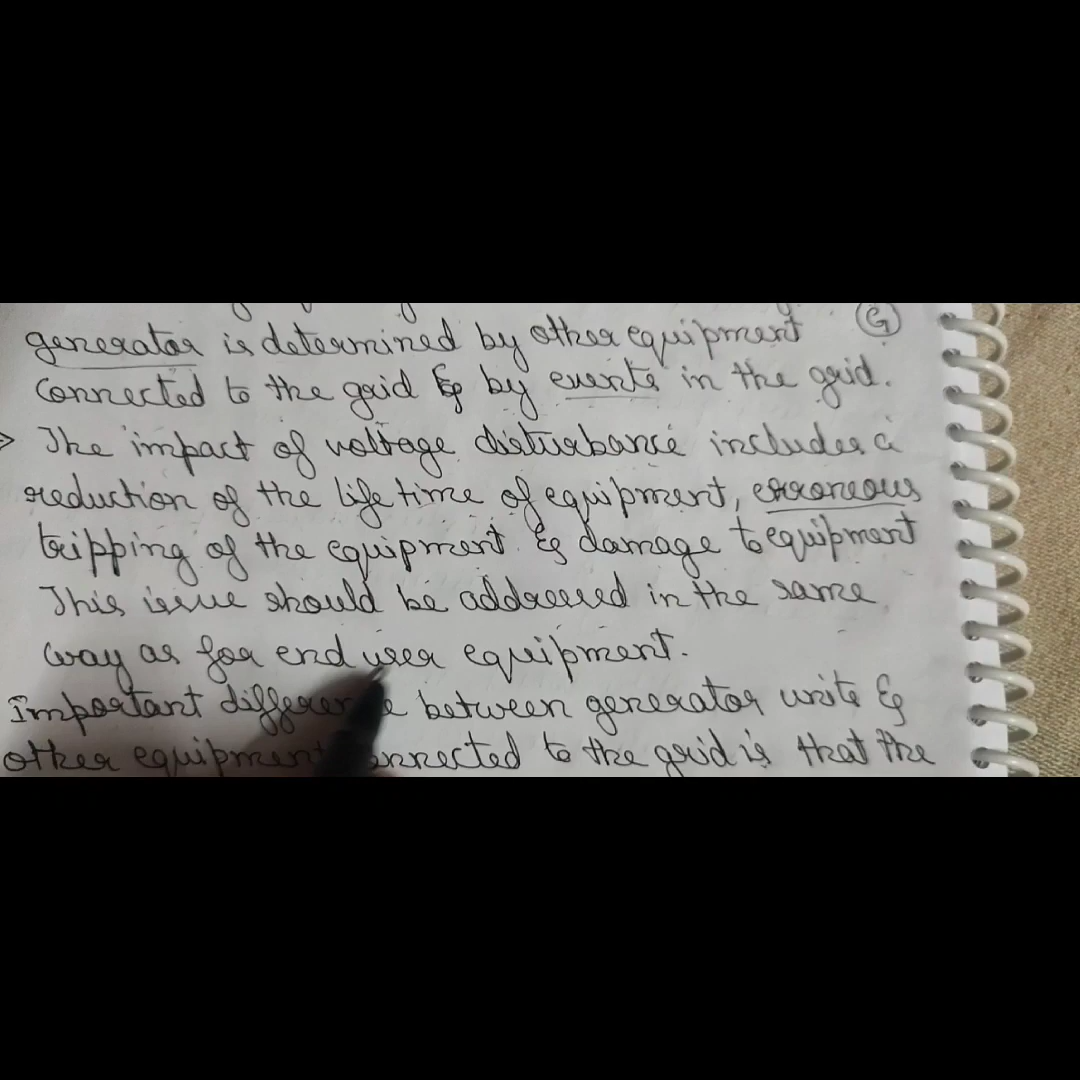 generator is determined by other equipment G
connected to the grid & by events in the grid.
The impact of voltage disturbance includes a
reduction of the life time of equipment, erroneous
tripping of the equipment & damage to equipment
This issue should be addressed in the same
way as for end user equipment.
Important difference between generator units &
other equipment connected to the grid is that the